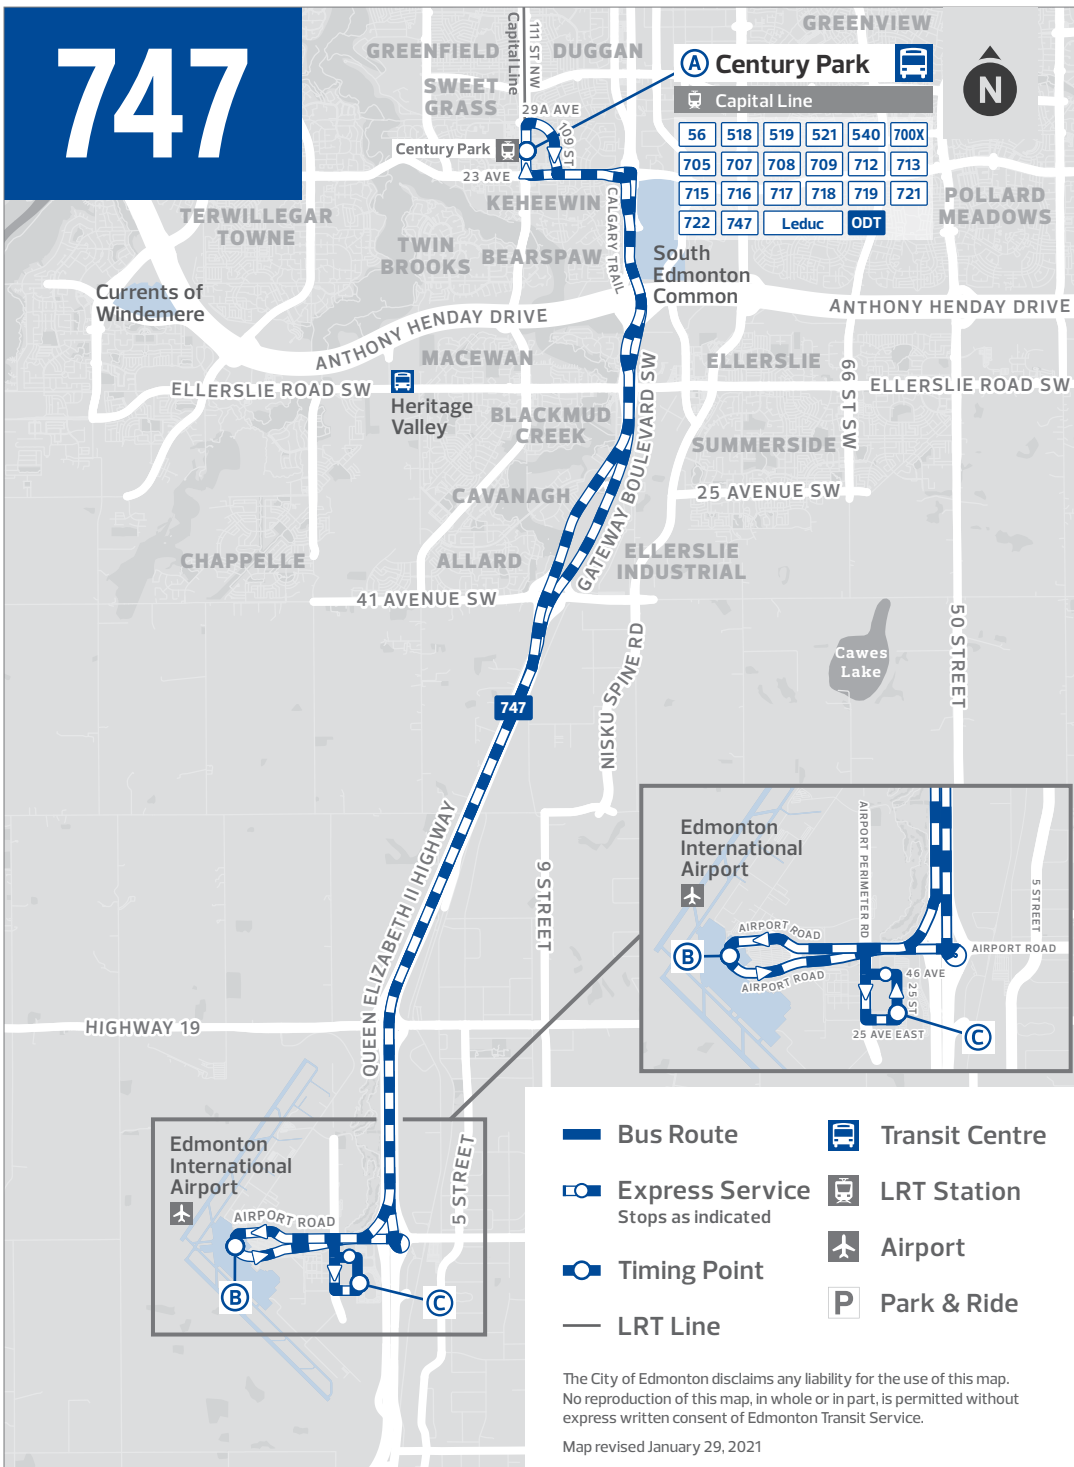 747
Capital Line
111 ST NW
GREENFIELD
DUGGAN
GREENVIEW
SWEET
GRASS
29A AVE
109 ST
Century Park
23 AVE
A Century Park
Capital Line
56 518 519 521 540 700X
705 707 708 709 712 713
715 716 717 718 719 721
722 747 Leduc ODT
N
POLLARD
MEADOWS
TERWILLEGAR
TOWNE
KEHEEWIN
CALGARY TRAIL
TWIN
BROOKS
BEARSPAW
South
Edmonton
Common
Currents of
Windemere
ANTHONY HENDAY DRIVE
ANTHONY HENDAY DRIVE
MACEWAN
ELLERSLIE
ELLERSLIE ROAD SW
66 ST SW
ELLERSLIE ROAD SW
Heritage
Valley
BLACKMUD
CREEK
GATEWAY BOULEVARD SW
SUMMERSIDE
CAVANAGH
25 AVENUE SW
CHAPPELLE
ALLARD
ELLERSLIE
INDUSTRIAL
41 AVENUE SW
50 STREET
Cawes
Lake
NISKU SPINE RD
747
QUEEN ELIZABETH II HIGHWAY
9 STREET
HIGHWAY 19
Edmonton
International
Airport
AIRPORT PERIMETER RD
5 STREET
AIRPORT ROAD
AIRPORT ROAD
B
AIRPORT ROAD
46 AVE
25 ST
25 AVE EAST
C
Edmonton
International
Airport
5 STREET
AIRPORT ROAD
B
C
Bus Route
Express Service
Stops as indicated
Timing Point
LRT Line
Transit Centre
LRT Station
Airport
P Park & Ride
The City of Edmonton disclaims any liability for the use of this map.
No reproduction of this map, in whole or in part, is permitted without
express written consent of Edmonton Transit Service.
Map revised January 29, 2021